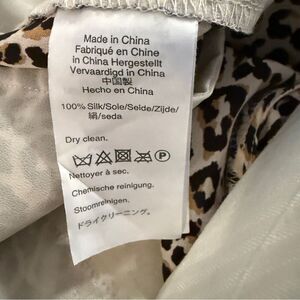 Made in China
Fabriqué en Chine
in China Hergestellt
Vervaardigd in China
中国製
Hecho en China
100% Silk/Soie/Seide/Zijde/
絹/seda
Dry clean.
P
Nettoyer à sec.
Chemische reinigung.
Stoomreinigen.
ドライクリーニング。